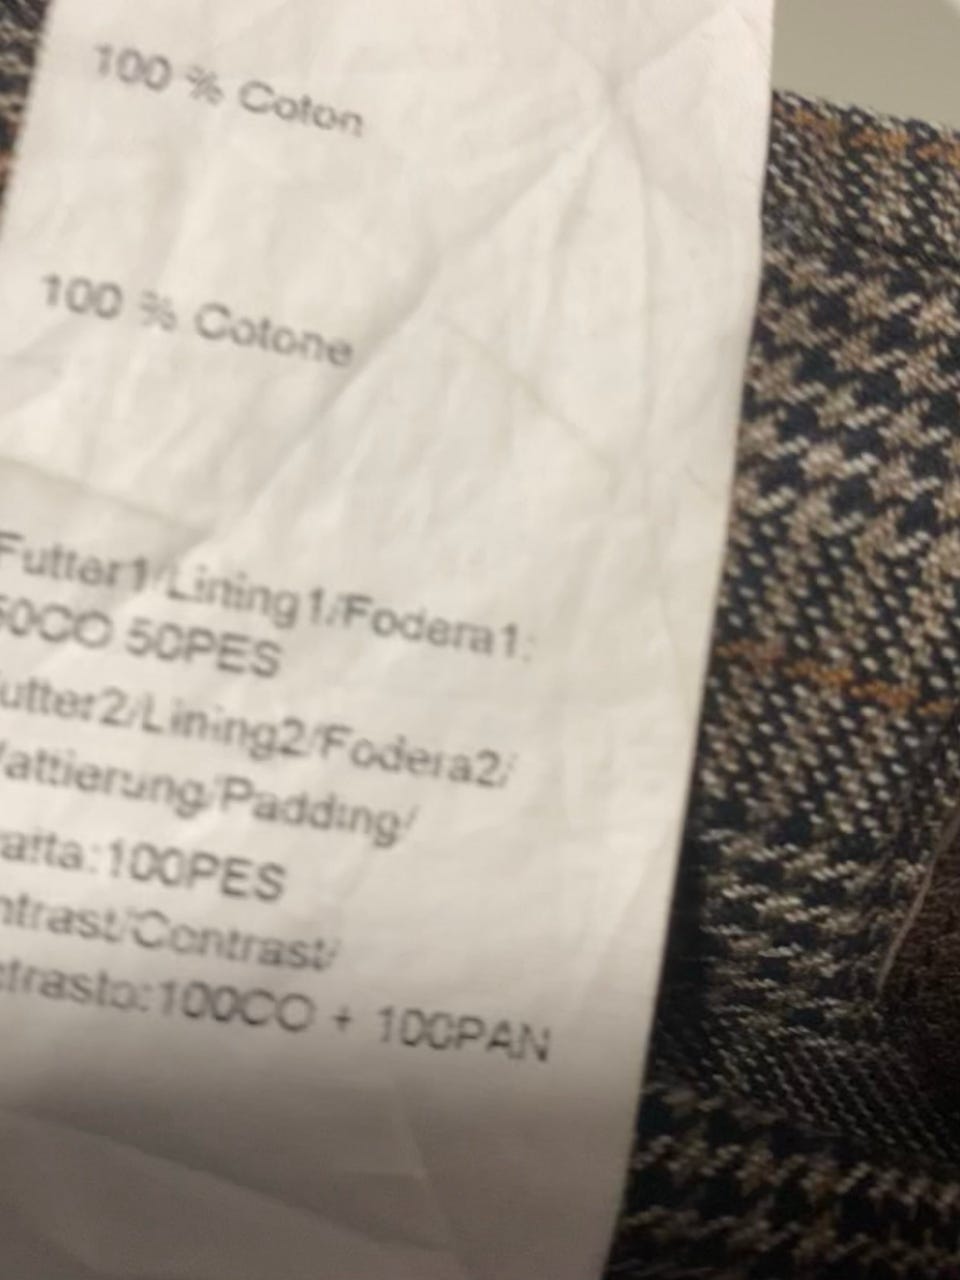 100 % Coton
100 % Cotone
Futter1/Lining1/Fodera1:
50CO 50PES
utter2/Lining2/Fodera2/
attierung/Padding/
atta:100PES
ntrast/Contrast/
trasto:100CO + 100PAN